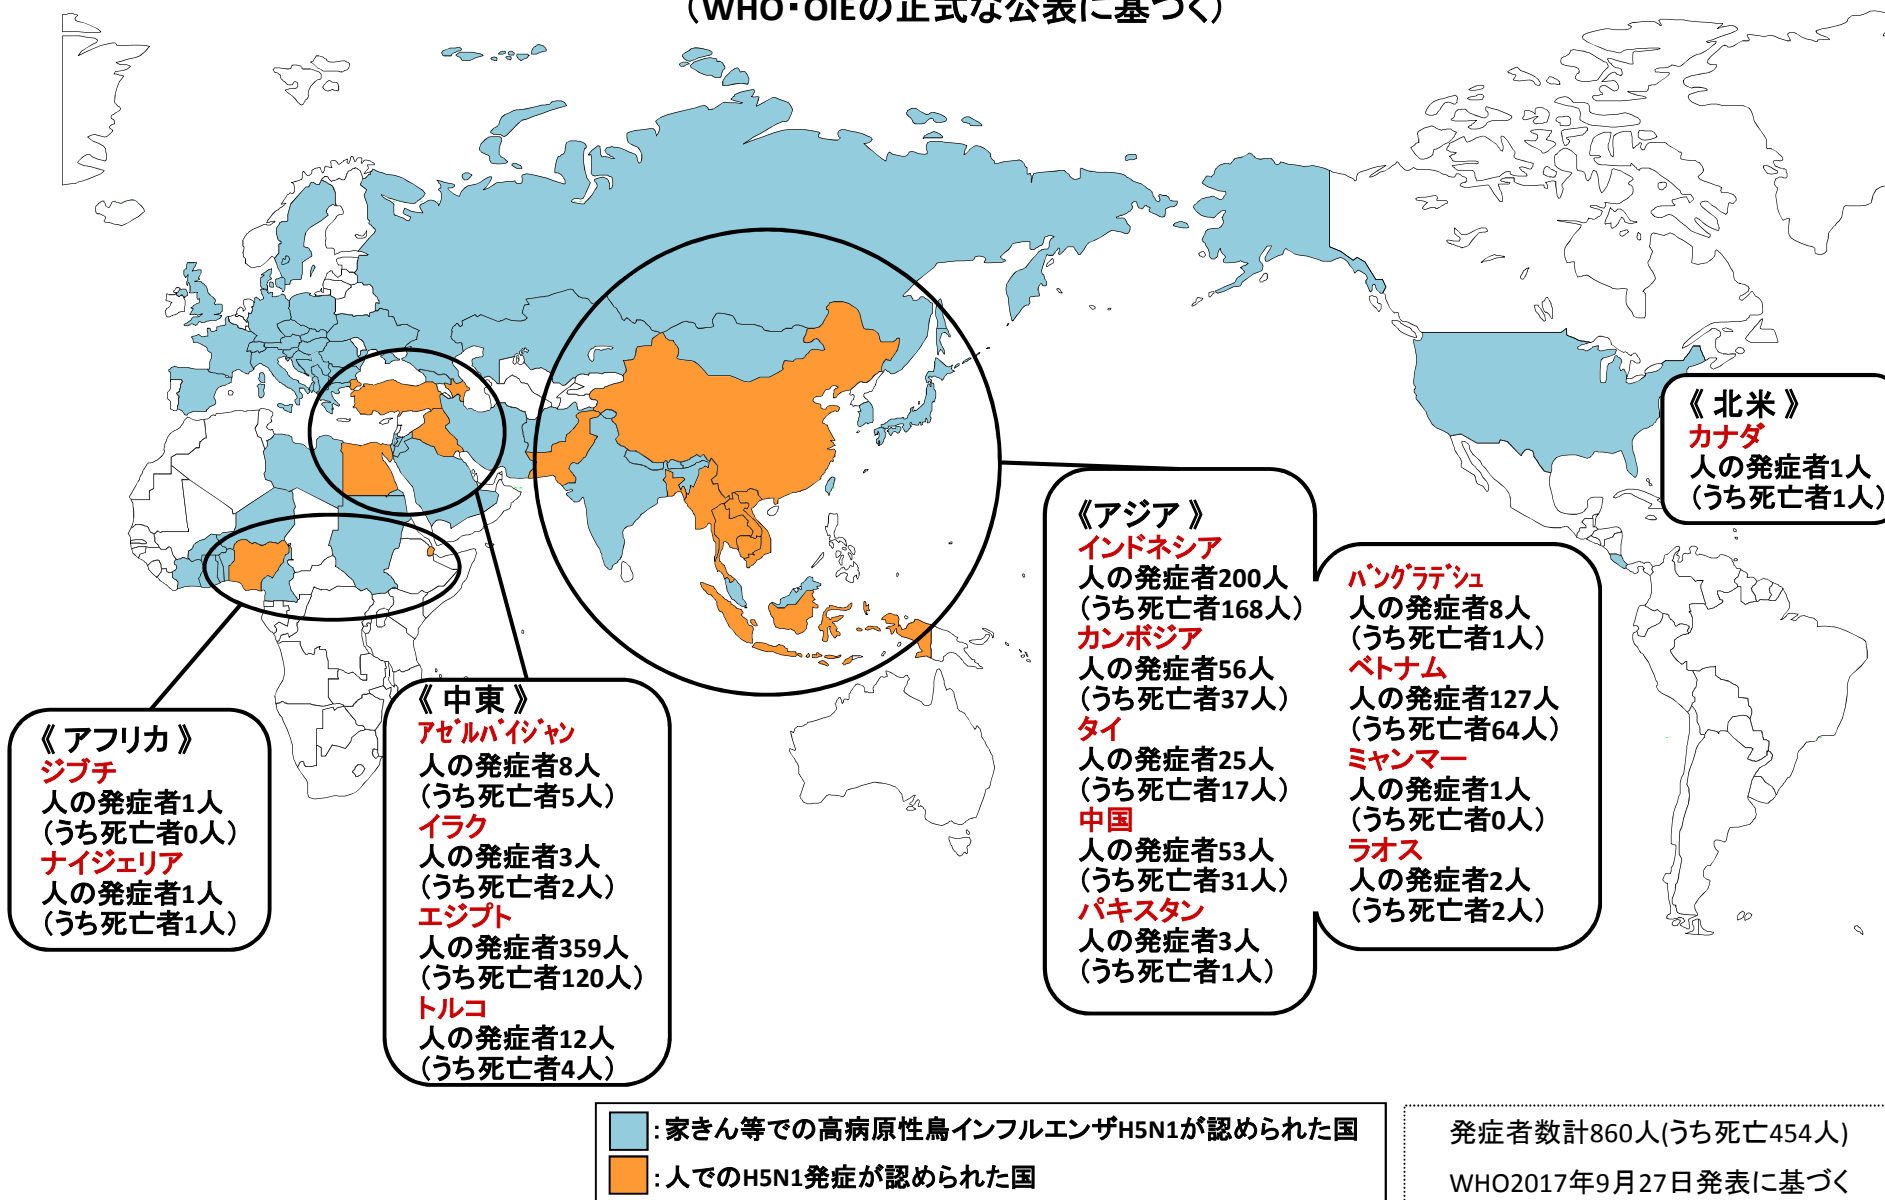 (WHO・OIEの正式な公表に基づく)
《 北米 》
カナダ
人の発症者1人
(うち死亡者1人)
《アジア 》
インドネシア
人の発症者200人
(うち死亡者168人)
カンボジア
人の発症者56人
(うち死亡者37人)
タイ
人の発症者25人
(うち死亡者17人)
中国
人の発症者53人
(うち死亡者31人)
パキスタン
人の発症者3人
(うち死亡者1人)
バングラデシュ
人の発症者8人
(うち死亡者1人)
ベトナム
人の発症者127人
(うち死亡者64人)
ミャンマー
人の発症者1人
(うち死亡者0人)
ラオス
人の発症者2人
(うち死亡者2人)
《 中東 》
アゼルバイジャン
人の発症者8人
(うち死亡者5人)
イラク
人の発症者3人
(うち死亡者2人)
エジプト
人の発症者359人
(うち死亡者120人)
トルコ
人の発症者12人
(うち死亡者4人)
《 アフリカ 》
ジブチ
人の発症者1人
(うち死亡者0人)
ナイジェリア
人の発症者1人
(うち死亡者1人)
：家きん等での高病原性鳥インフルエンザH5N1が認められた国
：人でのH5N1発症が認められた国
発症者数計860人(うち死亡454人)
WHO2017年9月27日発表に基づく